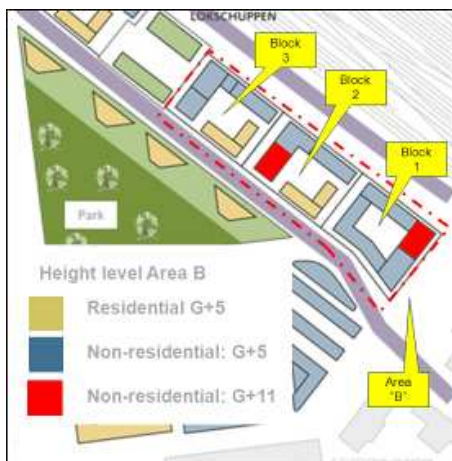 LOKSCHUPPEN
Block
3
Block
2
Block
1
Park
Height level Area B
Residential G+5
Non-residential: G+5
Non-residential: G+11
Area
"B"